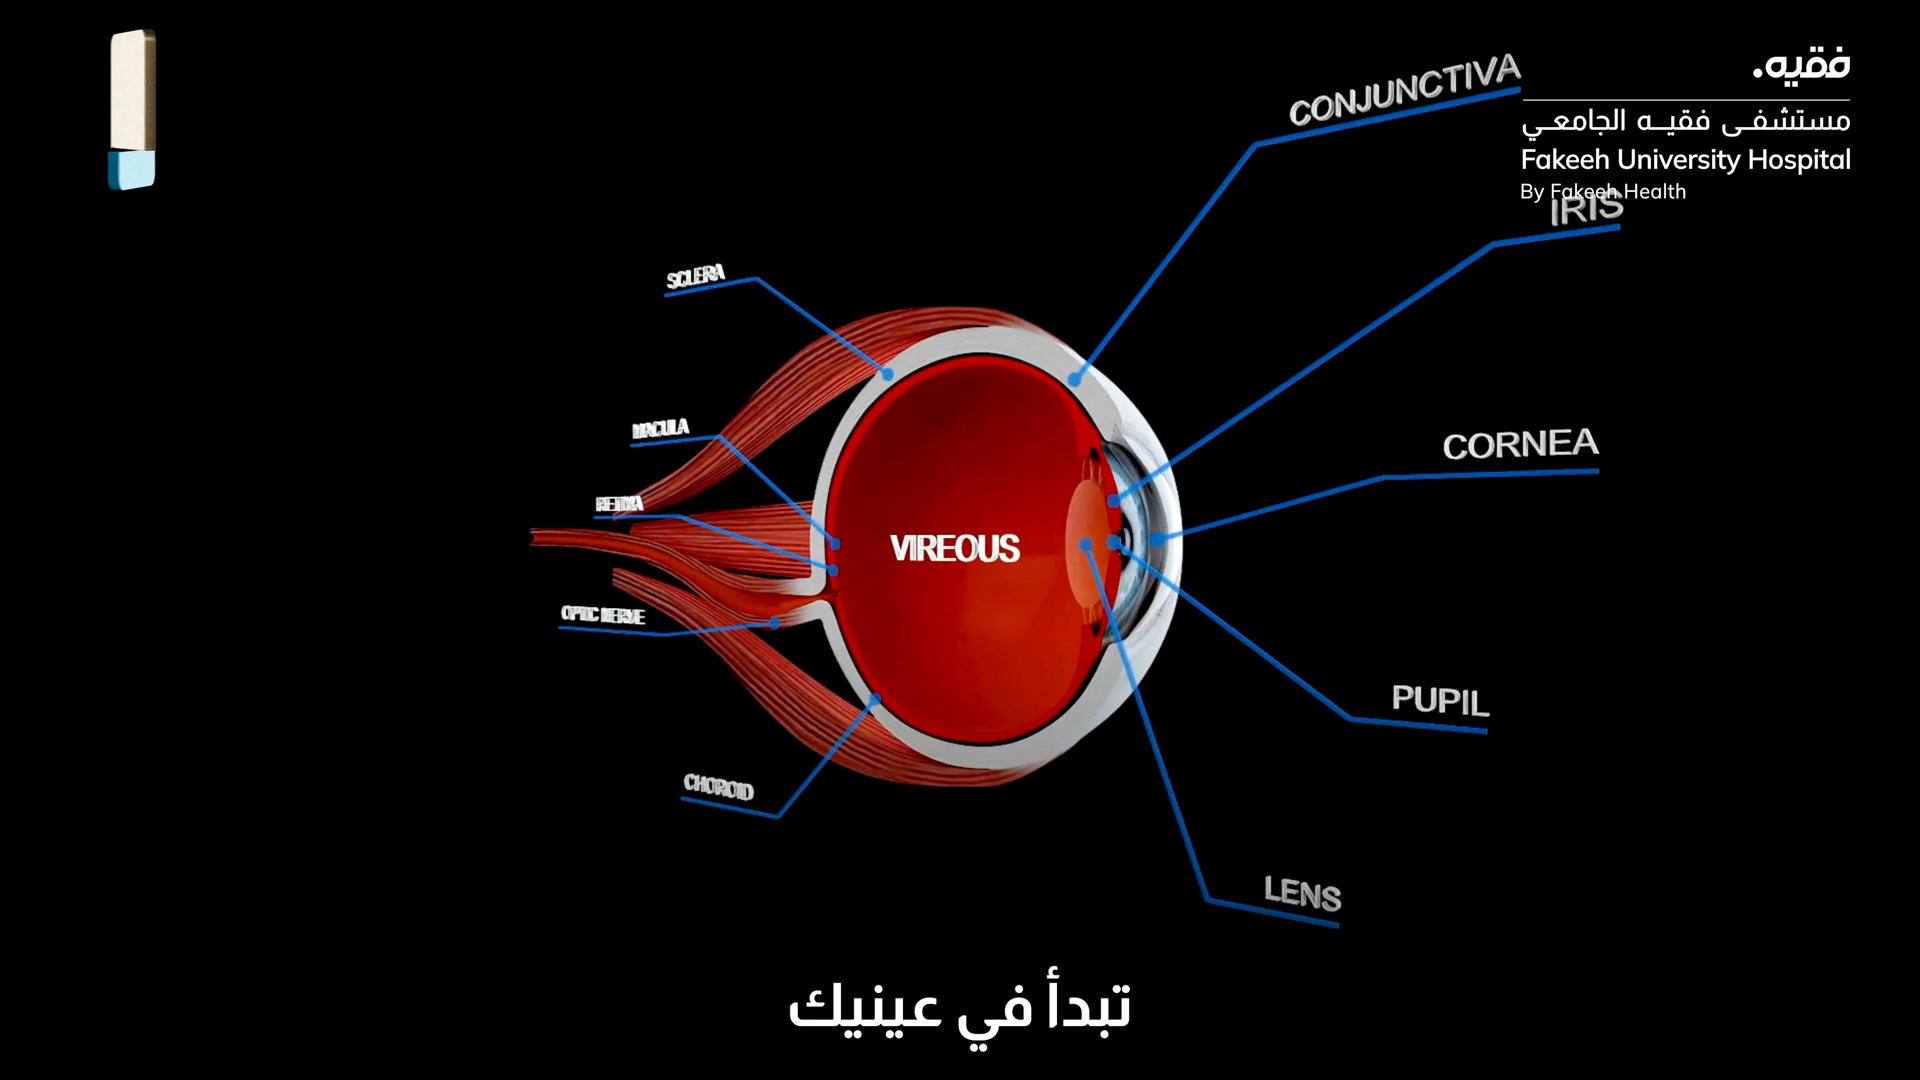 CONJUNCTIVA
فقيه.
مستشفى فقيه الجامعي
Fakeeh University Hospital
By Fakeeh Health
IRIS
SCLERA
MACULA
CORNEA
RETINA
VIREOUS
OPTIC NERVE
PUPIL
CHOROID
LENS
تبدأ في عينيك